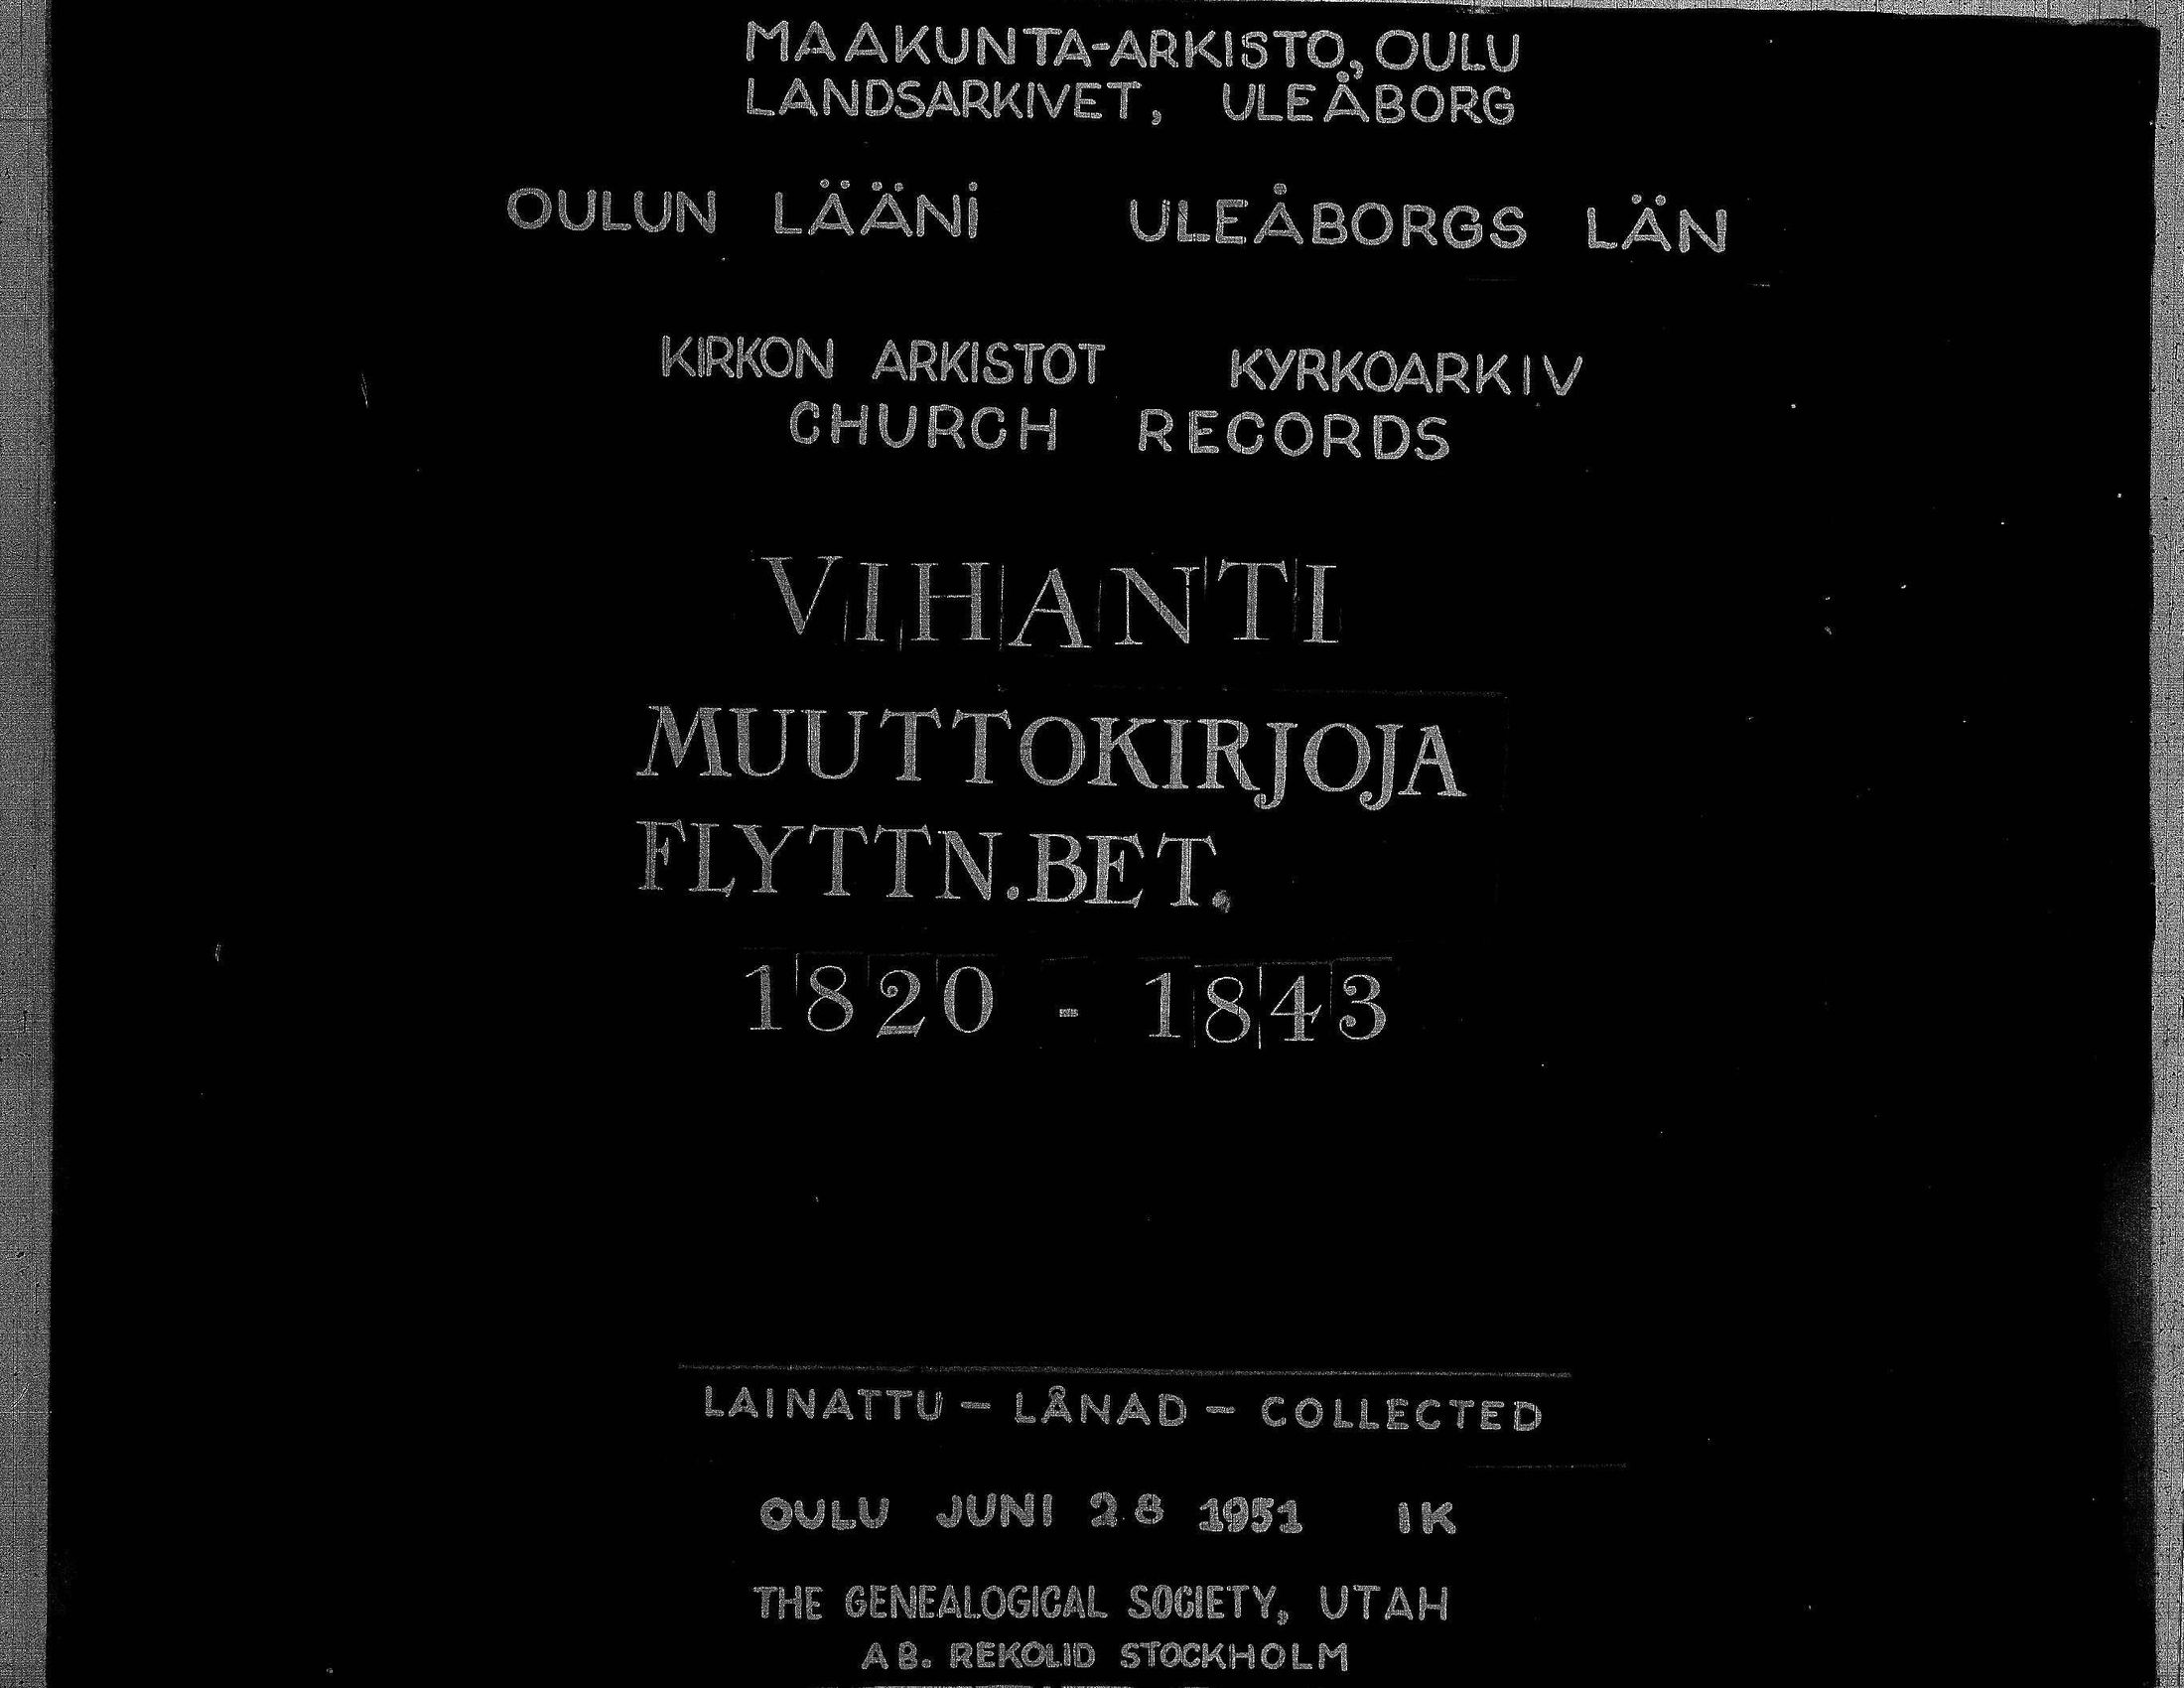 MAAKUNTA-ARKISTO, OULU
LANDSARKIVET, ULEÅBORG
OULUN LÄÄNI ULEÅBORGS LÄN
KIRKON ARKISTOT KYRKOARKIV
CHURCH RECORDS
VIHANTI
MUUTTOKIRJOJA
FLYTTN.BET.
1820 - 1843
LAINATTU – LÅNAD – COLLECTED
OULU JUNI 28 1951 IK
THE GENEALOGICAL SOCIETY, UTAH
AB. REKOLID STOCKHOLM